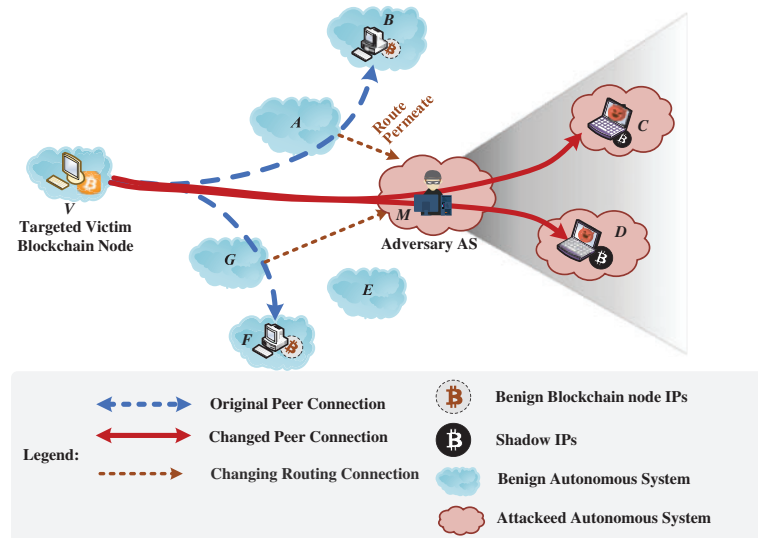 B
A
Route
Permeate
C
V
Targeted Victim
Blockchain Node
M
Adversary AS
D
G
E
F
Legend:
Original Peer Connection
Changed Peer Connection
Changing Routing Connection
Benign Blockchain node IPs
Shadow IPs
Benign Autonomous System
Attackeed Autonomous System